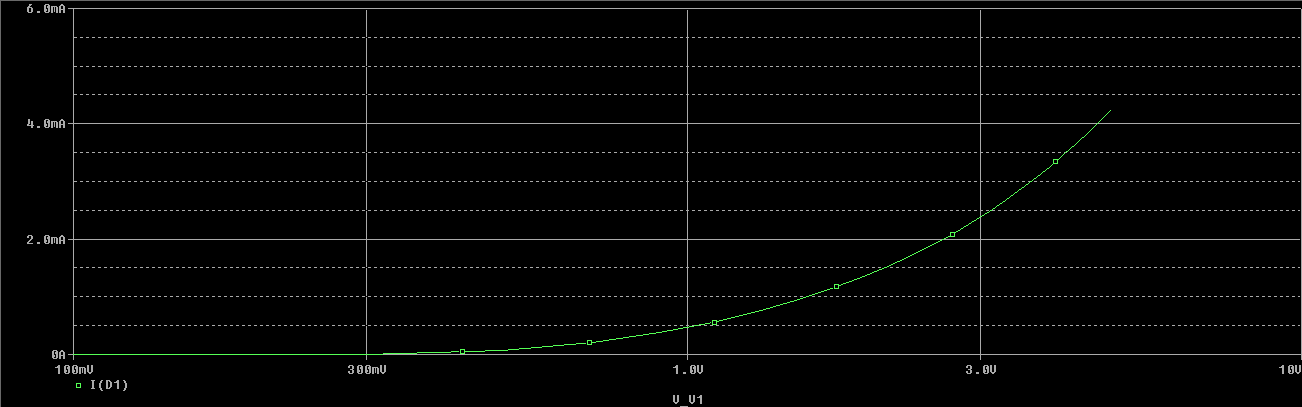 6.0mA
4.0mA
2.0mA
0A
100mV 300mV 1.0V 3.0V 10V
I(D1)
V_V1